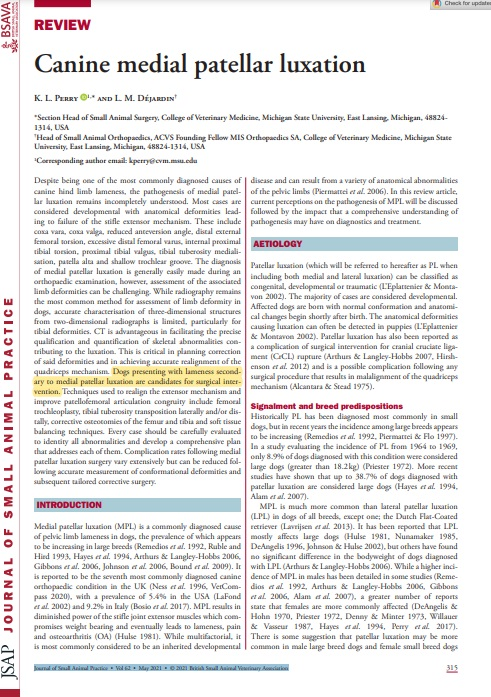 Check for updates
BSAVA
REVIEW
Canine medial patellar luxation
K. L. Perry 1,* and L. M. Déjardin†
*Section Head of Small Animal Surgery, College of Veterinary Medicine, Michigan State University, East Lansing, Michigan, 48824-
1314, USA
†Head of Small Animal Orthopaedics, ACVS Founding Fellow MIS Orthopaedics SA, College of Veterinary Medicine, Michigan State
University, East Lansing, Michigan, 48824-1314, USA
1Corresponding author email: kperry@cvm.msu.edu
Despite being one of the most commonly diagnosed causes of
canine hind limb lameness, the pathogenesis of medial patel-
lar luxation remains incompletely understood. Most cases are
considered developmental with anatomical deformities lead-
ing to failure of the stifle extensor mechanism. These include
coxa vara, coxa valga, reduced anteversion angle, distal external
femoral torsion, excessive distal femoral varus, internal proximal
tibial torsion, proximal tibial valgus, tibial tuberosity mediali-
sation, patella alta and shallow trochlear groove. The diagnosis
of medial patellar luxation is generally easily made during an
orthopaedic examination, however, assessment of the associated
limb deformities can be challenging. While radiography remains
the most common method for assessment of limb deformity in
dogs, accurate characterisation of three-dimensional structures
from two-dimensional radiographs is limited, particularly for
tibial deformities. CT is advantageous in facilitating the precise
qualification and quantification of skeletal abnormalities con-
tributing to the luxation. This is critical in planning correction
of said deformities and in achieving accurate realignment of the
quadriceps mechanism. Dogs presenting with lameness second-
ary to medial patellar luxation are candidates for surgical inter-
vention. Techniques used to realign the extensor mechanism and
improve patellofemoral articulation congruity include femoral
trochleoplasty, tibial tuberosity transposition laterally and/or dis-
tally, corrective osteotomies of the femur and tibia and soft tissue
balancing techniques. Every case should be carefully evaluated
to identify all abnormalities and develop a comprehensive plan
that addresses each of them. Complication rates following medial
patellar luxation surgery vary extensively but can be reduced fol-
lowing accurate measurement of conformational deformities and
subsequent tailored corrective surgery.
INTRODUCTION
Medial patellar luxation (MPL) is a commonly diagnosed cause
of pelvic limb lameness in dogs, the prevalence of which appears
to be increasing in large breeds (Remedios et al. 1992, Ruble and
Hird 1993, Hayes et al. 1994, Arthurs & Langley-Hobbs 2006,
Gibbons et al. 2006, Johnson et al. 2006, Bound et al. 2009). It
is reported to be the seventh most commonly diagnosed canine
orthopaedic condition in the UK (Ness et al. 1996, VetCom-
pass 2020), with a prevalence of 5.4% in the USA (LaFond
et al. 2002) and 9.2% in Italy (Bosio et al. 2017). MPL results in
diminished power of the stifle joint extensor muscles which com-
promises weight bearing and eventually leads to lameness, pain
and osteoarthritis (OA) (Hulse 1981). While multifactorial, it
is most commonly considered to be an inherited developmental
disease and can result from a variety of anatomical abnormalities
of the pelvic limbs (Piermattei et al. 2006). In this review article,
current perceptions on the pathogenesis of MPL will be discussed
followed by the impact that a comprehensive understanding of
pathogenesis may have on diagnostics and treatment.
AETIOLOGY
Patellar luxation (which will be referred to hereafter as PL when
including both medial and lateral luxation) can be classified as
congenital, developmental or traumatic (L'Eplattenier & Monta-
von 2002). The majority of cases are considered developmental.
Affected dogs are born with normal conformation and anatomi-
cal changes begin shortly after birth. The anatomical deformities
causing luxation can often be detected in puppies (L'Eplattenier
& Montavon 2002). Patellar luxation has also been reported as
a complication of surgical intervention for cranial cruciate liga-
ment (CrCL) rupture (Arthurs & Langley-Hobbs 2007, Hirsh-
enson et al. 2012) and is a possible complication following any
surgical procedure that results in malalignment of the quadriceps
mechanism (Alcantara & Stead 1975).
Signalment and breed predispositions
Historically PL has been diagnosed most commonly in small
dogs, but in recent years the incidence among large breeds appears
to be increasing (Remedios et al. 1992, Piermattei & Flo 1997).
In a study evaluating the incidence of PL from 1964 to 1969,
only 8.9% of dogs diagnosed with this condition were considered
large dogs (greater than 18.2kg) (Priester 1972). More recent
studies have shown that up to 38.7% of dogs diagnosed with
patellar luxation are considered large dogs (Hayes et al. 1994,
Alam et al. 2007).
MPL is much more common than lateral patellar luxation
(LPL) in dogs of all breeds, except one; the Dutch Flat-Coated
retriever (Lavrijsen et al. 2013). It has been reported that LPL
mostly affects large dogs (Hulse 1981, Nunamaker 1985,
DeAngelis 1996, Johnson & Hulse 2002), but others have found
no significant difference in the bodyweight of dogs diagnosed
with LPL (Arthurs & Langley-Hobbs 2006). While a higher inci-
dence of MPL in males has been detailed in some studies (Reme-
dios et al. 1992, Arthurs & Langley-Hobbs 2006, Gibbons
et al. 2006, Alam et al. 2007), a greater number of reports
state that females are more commonly affected (DeAngelis &
Hohn 1970, Priester 1972, Denny & Minter 1973, Willauer
& Vasseur 1987, Hayes et al. 1994, Perry et al. 2017).
There is some suggestion that patellar luxation may be more
common in male large breed dogs and female small breed dogs
JSAP JOURNAL OF SMALL ANIMAL PRACTICE
Journal of Small Animal Practice • Vol 62 • May 2021 • © 2021 British Small Animal Veterinary Association
315